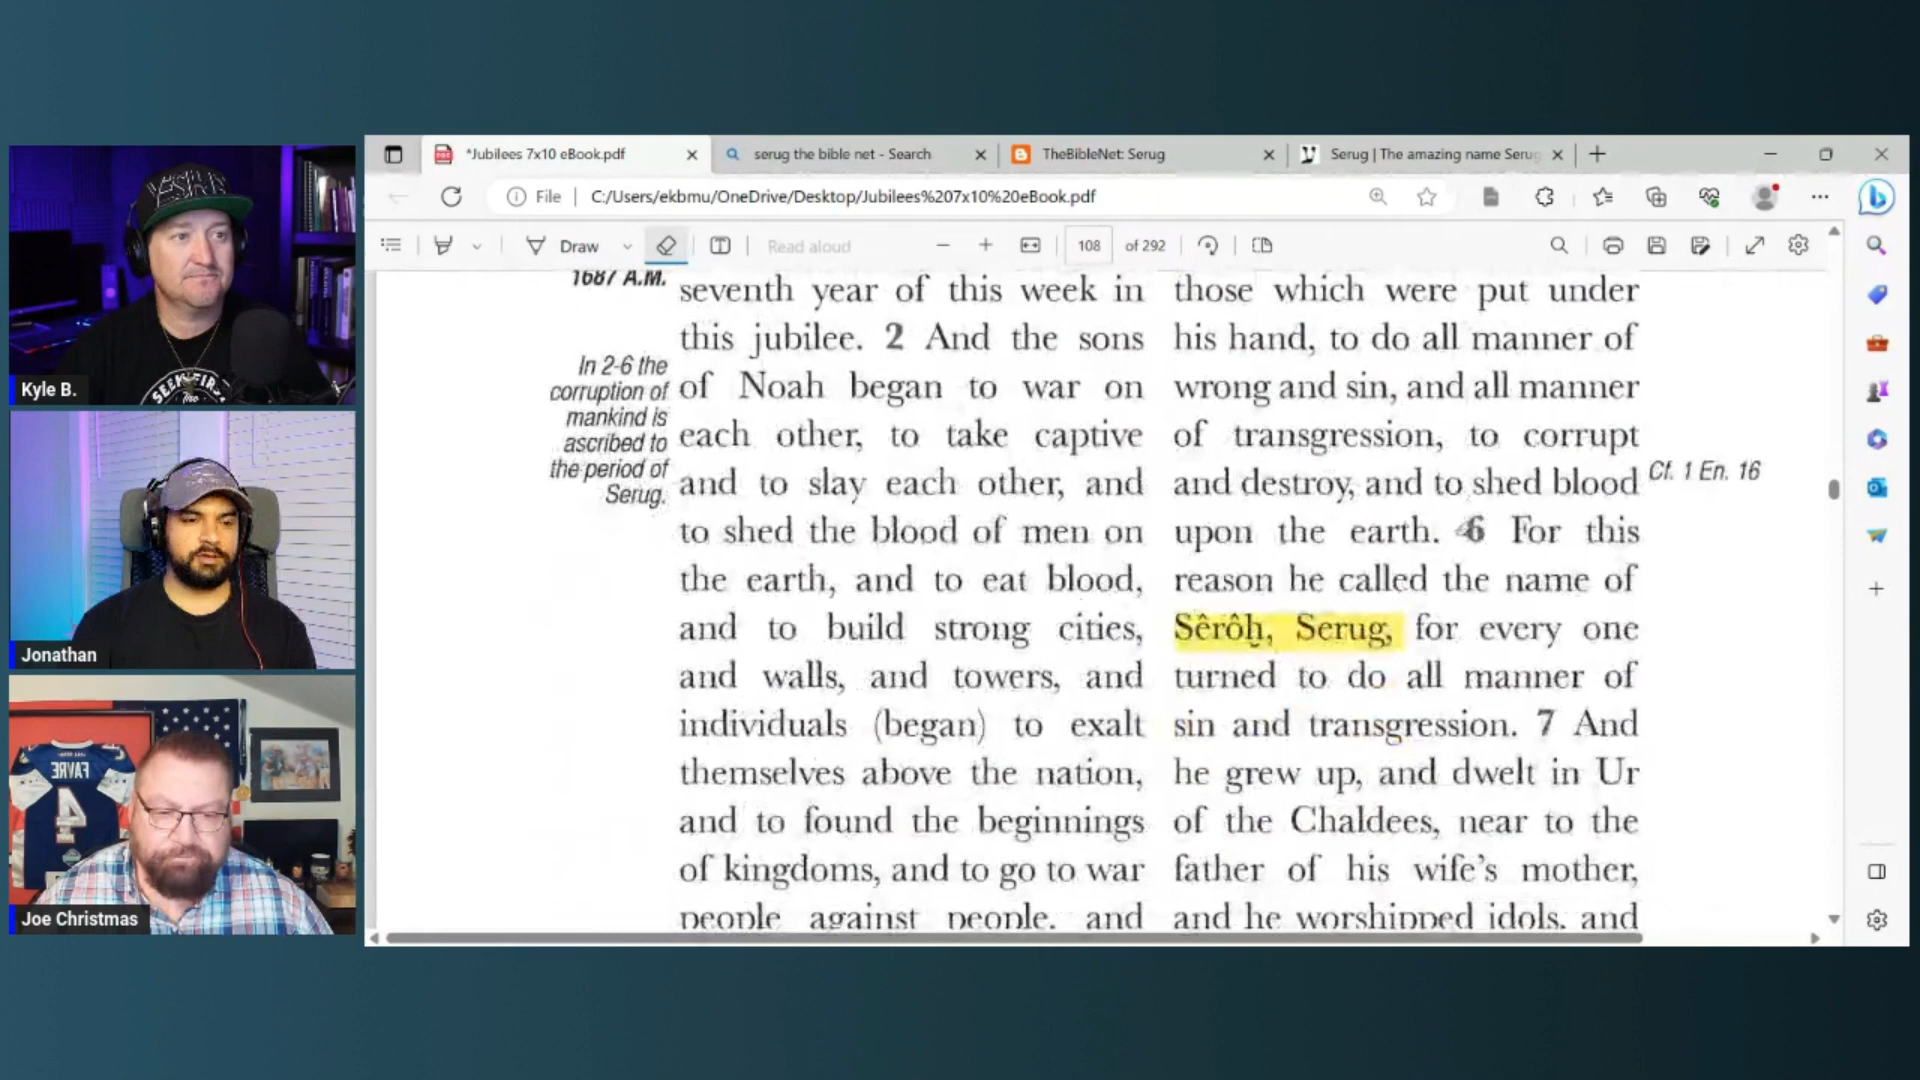 *Jubilees 7x10 eBook.pdf
serug the bible net - Search
TheBibleNet: Serug
Serug | The amazing name Serug
File
C:/Users/ekbmu/OneDrive/Desktop/Jubilees%207x10%20eBook.pdf
Draw
Read aloud
108
of 292
1687 A.M.
In 2-6 the
corruption of
mankind is
ascribed to
the period of
Serug.
seventh year of this week in
this jubilee. 2 And the sons
of Noah began to war on
each other, to take captive
and to slay each other, and
to shed the blood of men on
the earth, and to eat blood,
and to build strong cities,
and walls, and towers, and
individuals (began) to exalt
themselves above the nation,
and to found the beginnings
of kingdoms, and to go to war
people against people, and
those which were put under
his hand, to do all manner of
wrong and sin, and all manner
of transgression, to corrupt
and destroy, and to shed blood
upon the earth. 6 For this
reason he called the name of
Sêrôḫ, Serug, for every one
turned to do all manner of
sin and transgression. 7 And
he grew up, and dwelt in Ur
of the Chaldees, near to the
father of his wife's mother,
and he worshipped idols, and
Cf. 1 En. 16
Kyle B.
SEEK FIRST
The
Jonathan
FAVRE
4
Joe Christmas